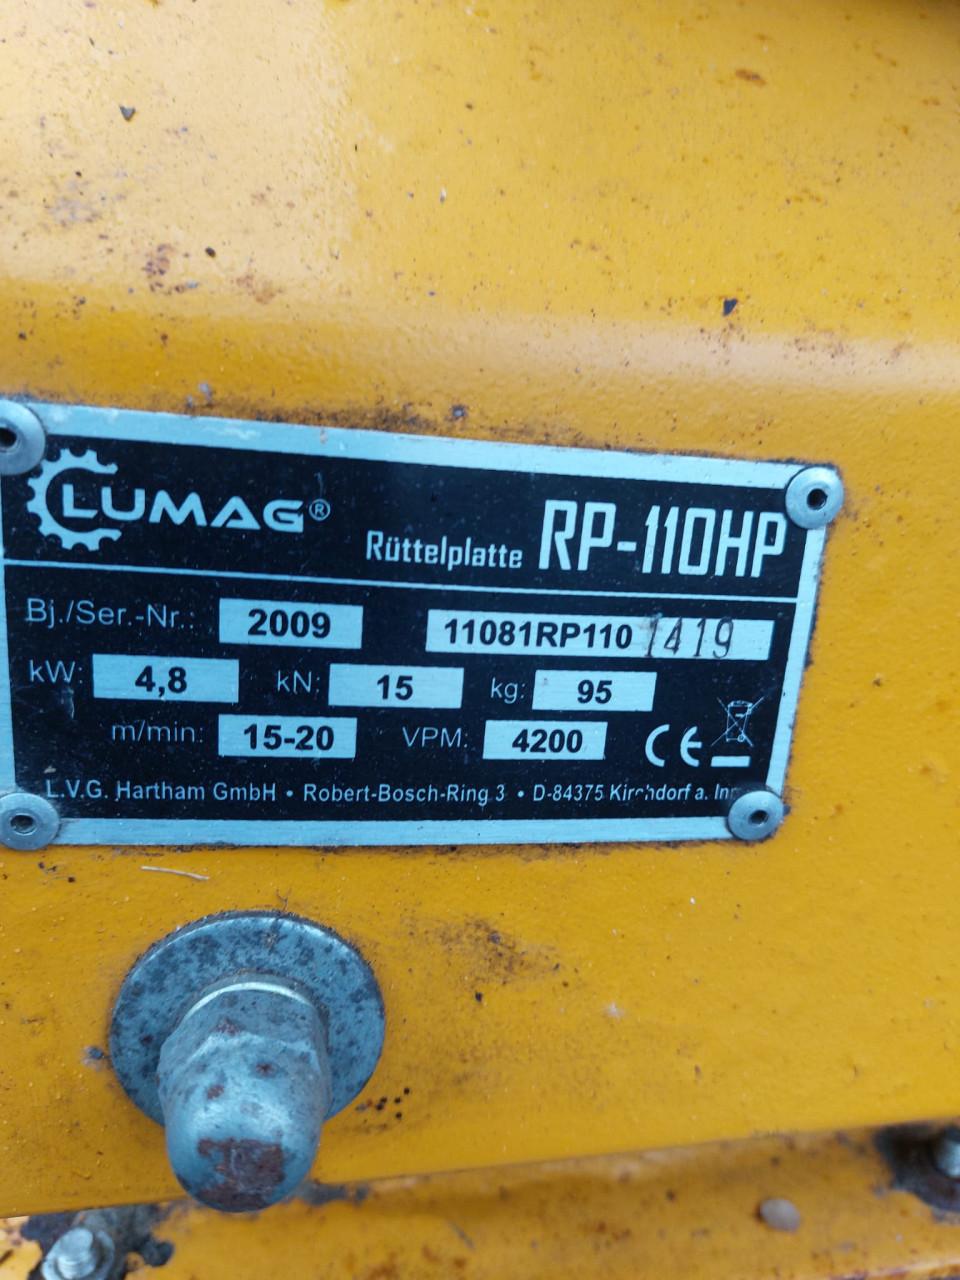 LUMAG® Rüttelplatte RP-110HP
Bj./Ser.-Nr.: 2009 11081RP110 1419
kW: 4,8 kN: 15 kg: 95
m/min: 15-20 VPM: 4200 CE
L.V.G. Hartham GmbH • Robert-Bosch-Ring 3 • D-84375 Kirchdorf a. Inn